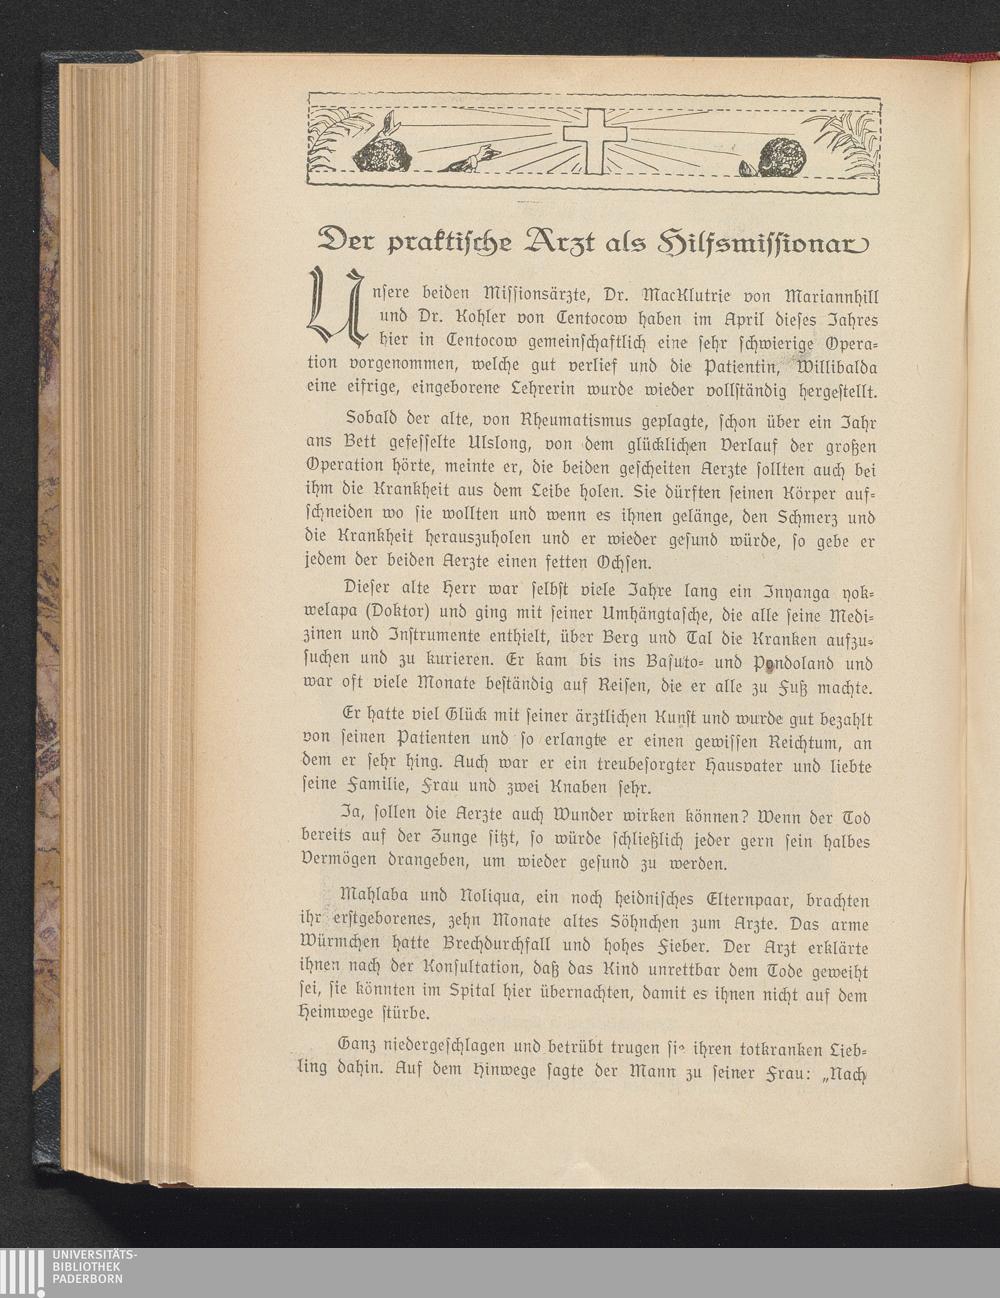 Der praktische Arzt als Hilfsmissionar
Unsere beiden Missionsärzte, Dr. MacKlutrie von Mariannhill
und Dr. Kohler von Centocow haben im April dieses Jahres
hier in Centocow gemeinschaftlich eine sehr schwierige Opera-
tion vorgenommen, welche gut verlief und die Patientin, Willibalda
eine eifrige, eingeborene Lehrerin wurde wieder vollständig hergestellt.
Sobald der alte, von Rheumatismus geplagte, schon über ein Jahr
ans Bett gefesselte Ulslong, von dem glücklichen Verlauf der großen
Operation hörte, meinte er, die beiden gescheiten Aerzte sollten auch bei
ihm die Krankheit aus dem Leibe holen. Sie dürften seinen Körper auf-
schneiden wo sie wollten und wenn es ihnen gelänge, den Schmerz und
die Krankheit herauszuholen und er wieder gesund würde, so gebe er
jedem der beiden Aerzte einen fetten Ochsen.
Dieser alte Herr war selbst viele Jahre lang ein Inyanga yok-
welapa (Doktor) und ging mit seiner Umhängtasche, die alle seine Medi-
zinen und Instrumente enthielt, über Berg und Tal die Kranken aufzu-
suchen und zu kurieren. Er kam bis ins Basuto- und Pondoland und
war oft viele Monate beständig auf Reisen, die er alle zu Fuß machte.
Er hatte viel Glück mit seiner ärztlichen Kunst und wurde gut bezahlt
von seinen Patienten und so erlangte er einen gewissen Reichtum, an
dem er sehr hing. Auch war er ein treubesorgter Hausvater und liebte
seine Familie, Frau und zwei Knaben sehr.
Ja, sollen die Aerzte auch Wunder wirken können? Wenn der Tod
bereits auf der Zunge sitzt, so würde schließlich jeder gern sein halbes
Vermögen drangeben, um wieder gesund zu werden.
Mahlaba und Noliqua, ein noch heidnisches Elternpaar, brachten
ihr erstgeborenes, zehn Monate altes Söhnchen zum Arzte. Das arme
Würmchen hatte Brechdurchfall und hohes Fieber. Der Arzt erklärte
ihnen nach der Konsultation, daß das Kind unrettbar dem Tode geweiht
sei, sie könnten im Spital hier übernachten, damit es ihnen nicht auf dem
Heimwege stürbe.
Ganz niedergeschlagen und betrübt trugen sie ihren totkranken Lieb-
ling dahin. Auf dem Hinwege sagte der Mann zu seiner Frau: „Nach
UNIVERSITÄTS-
BIBLIOTHEK
PADERBORN